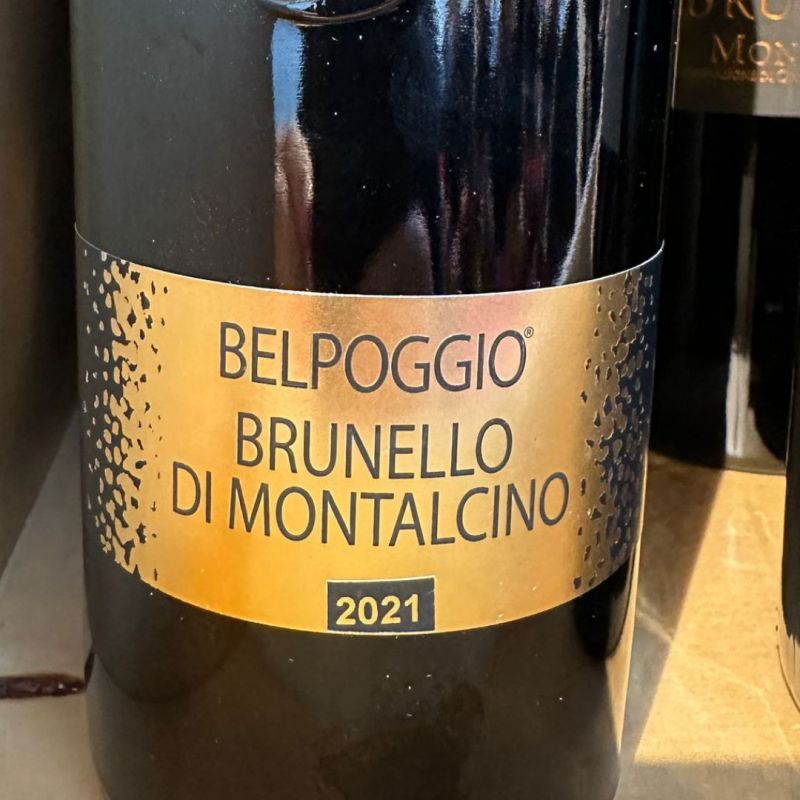 BELPOGGIO®
BRUNELLO
DI MONTALCINO
2021